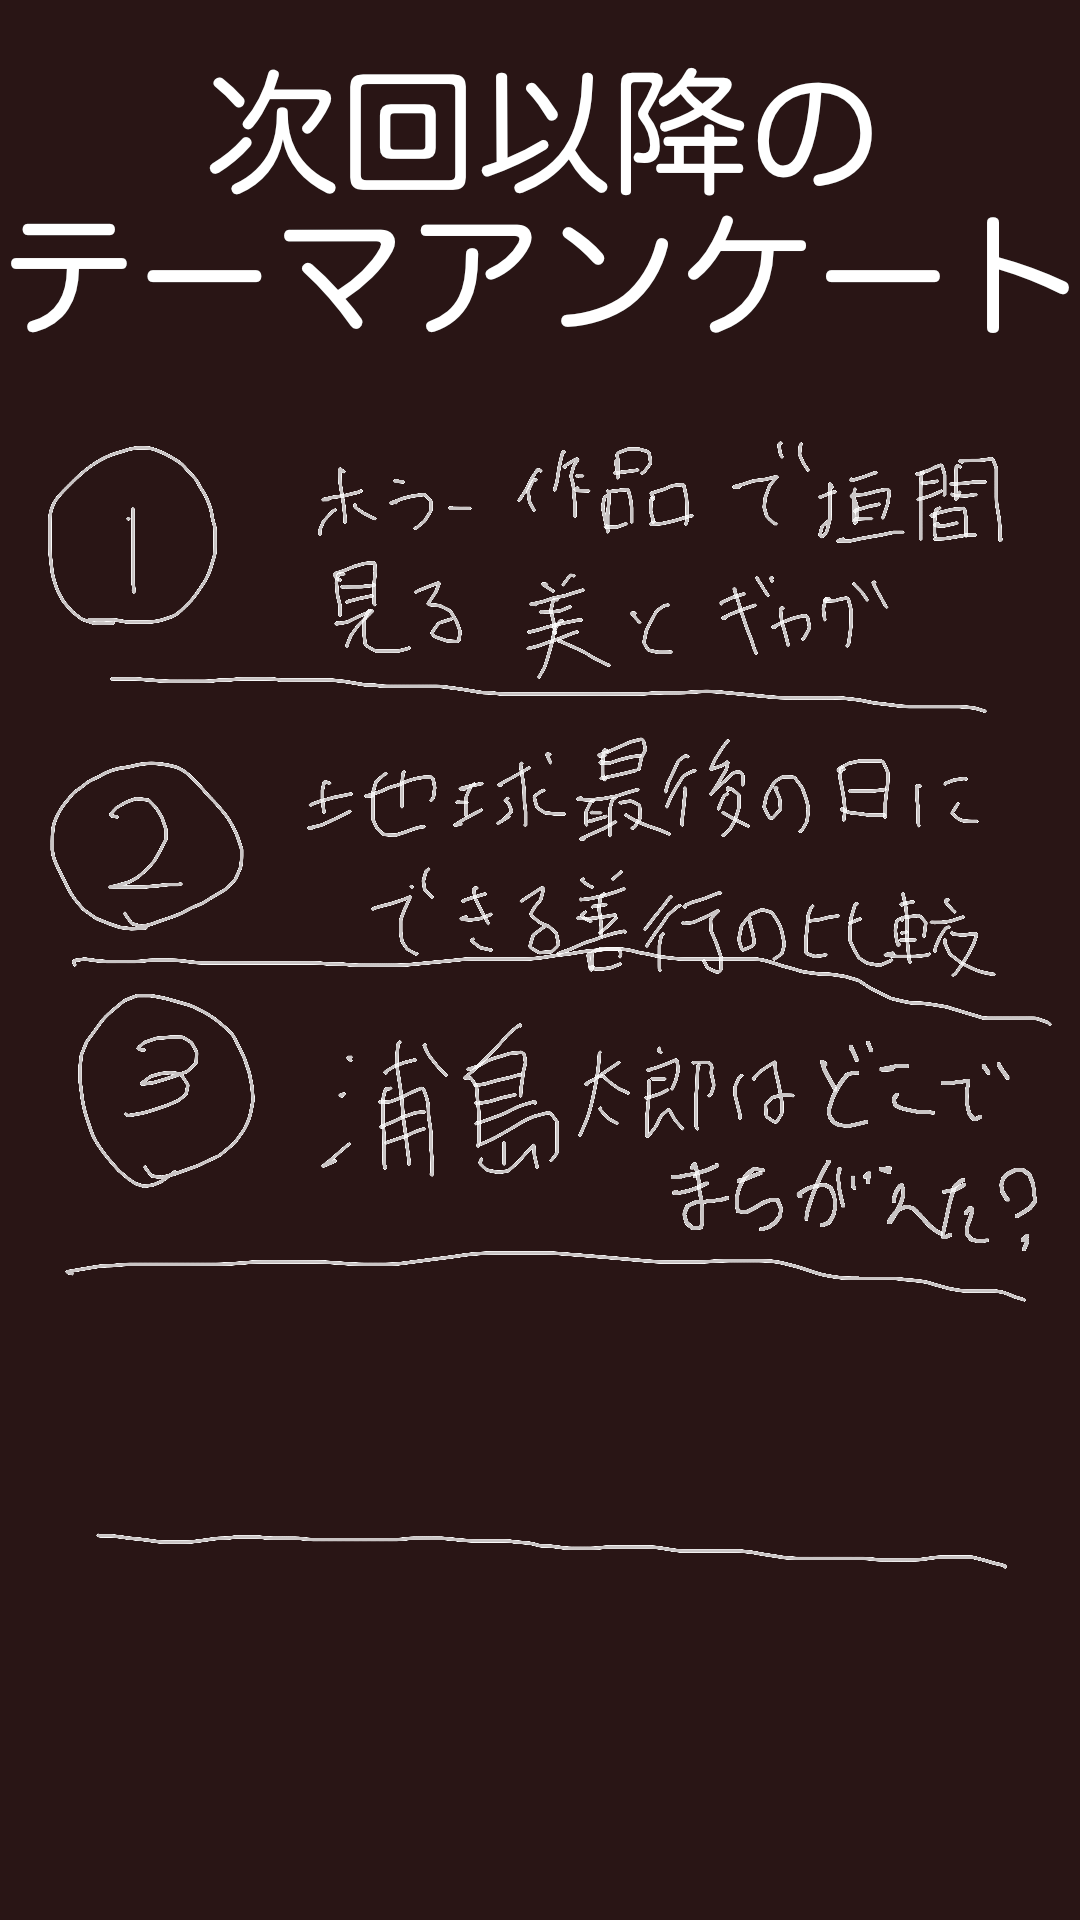 次回以降の
テーマアンケート
① ホラー作品で垣間
見る美とギャグ
② 地球最後の日に
できる善行の比較
③ 浦島太郎はどこで
まちがえた?